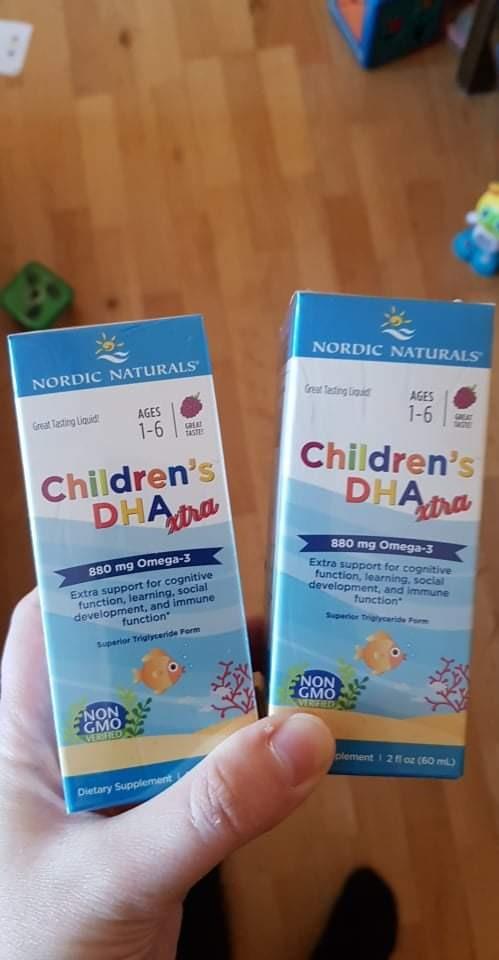 NORDIC NATURALS®
Great Tasting Liquid!
AGES
1-6
GREAT
TASTE!
Children's
DHA xtra
880 mg Omega-3
Extra support for cognitive
function, learning, social
development, and immune
function*
Superior Triglyceride Form
NON
GMO
VERIFIED
Dietary Supplement |
NORDIC NATURALS®
Great Tasting Liquid!
AGES
1-6
GREAT
TASTE!
Children's
DHA xtra
880 mg Omega-3
Extra support for cognitive
function, learning, social
development, and immune
function*
Superior Triglyceride Form
NON
GMO
VERIFIED
plement | 2 fl oz (60 mL)